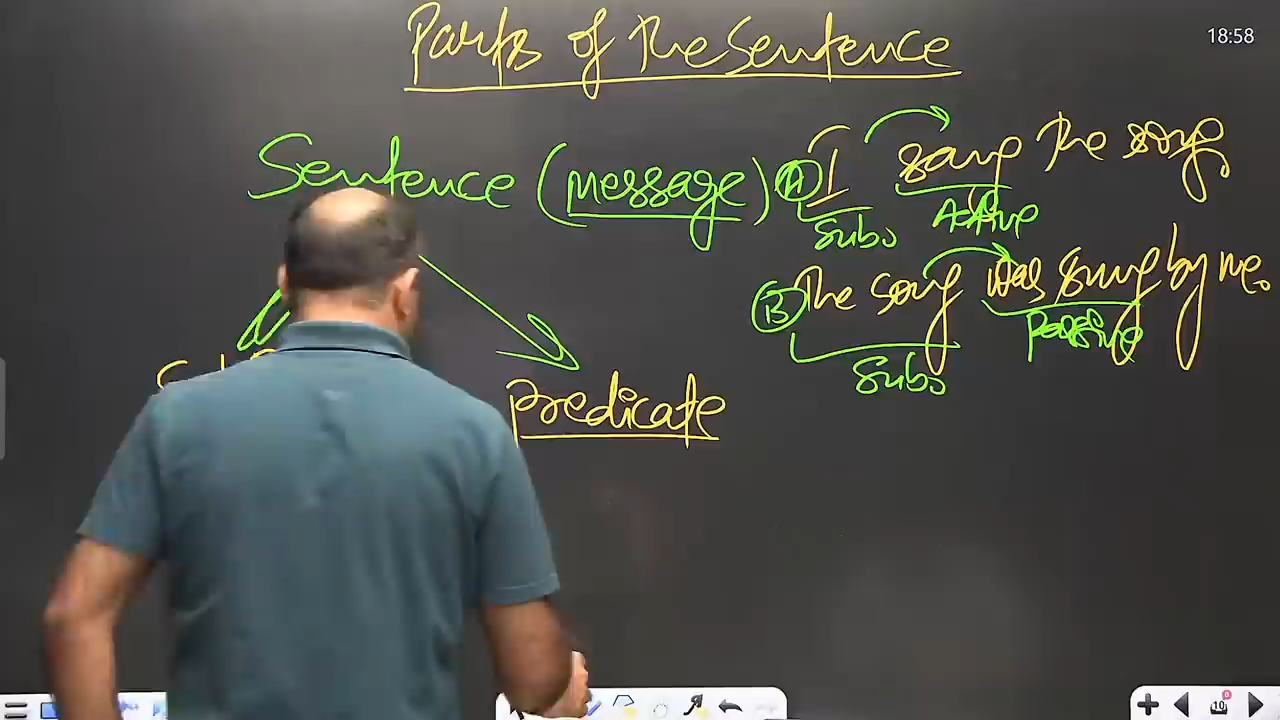 Parts of the Sentence
18:58
Sentence (message) (A) I sang the song.
Subs Active
(B) The song was sung by me.
Subs Passive
predicate
10